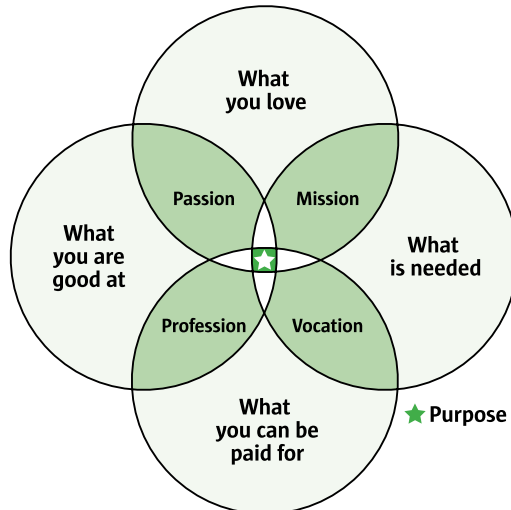 What
you love
Passion
Mission
What
you are
good at
What
is needed
Profession
Vocation
What
you can be
paid for
Purpose